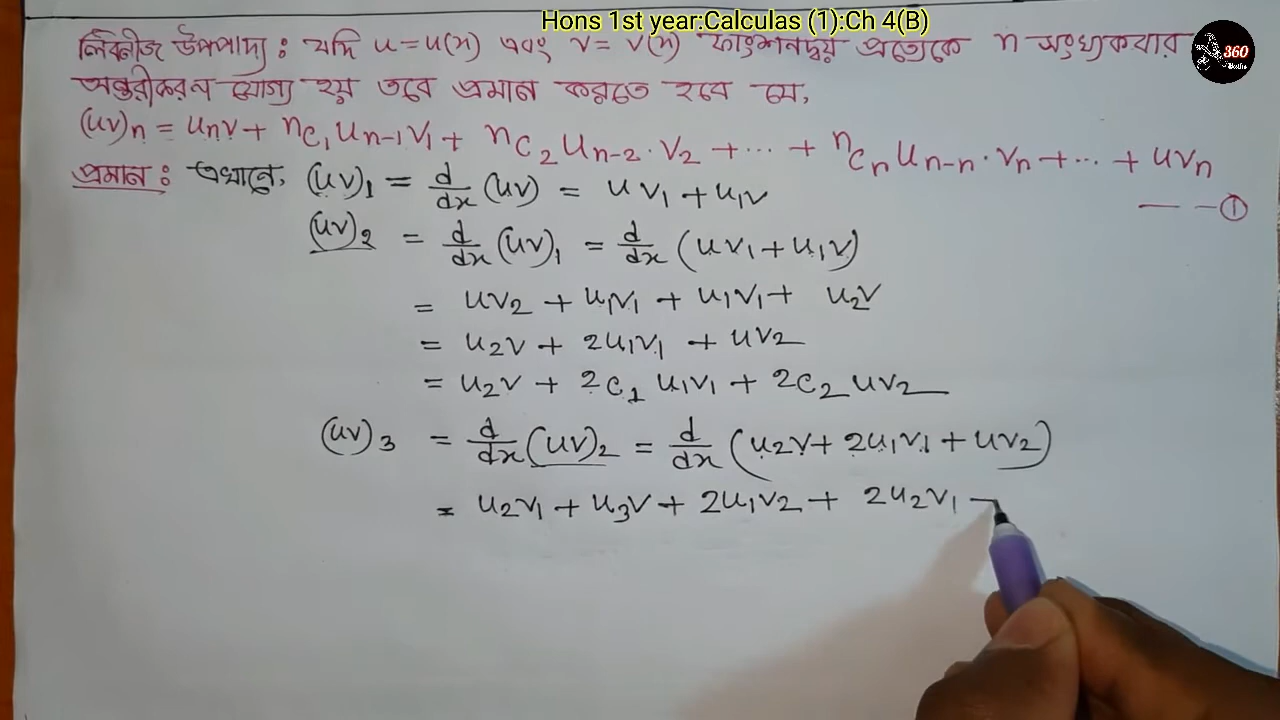 Hons 1st year:Calculas (1):Ch 4(B)
লিবনীজ উপপাদ্য : যদি u = u(x) এবং v = v(x) ফাংশনদ্বয় প্রত্যেকে n সংখ্যকবার
360
Maths
অন্তরীকরণ যোগ্য হয় তবে প্রমান করতে হবে যে,
(uv)n = unv + nc1 un-1v1 + nc2 un-2 . v2 + ... + ncn un-n . vn + ... + uvn
— – ①
প্রমান : এখানে, (uv)1 = d/dx (uv) = uv1 + u1v
(uv)2 = d/dx (uv)1 = d/dx (uv1 + u1v)
= uv2 + u1v1 + u1v1 + u2v
= u2v + 2u1v1 + uv2
= u2v + 2c1 u1v1 + 2c2 uv2
(uv)3 = d/dx (uv)2 = d/dx (u2v + 2u1v1 + uv2)
= u2v1 + u3v + 2u1v2 + 2u2v1 –